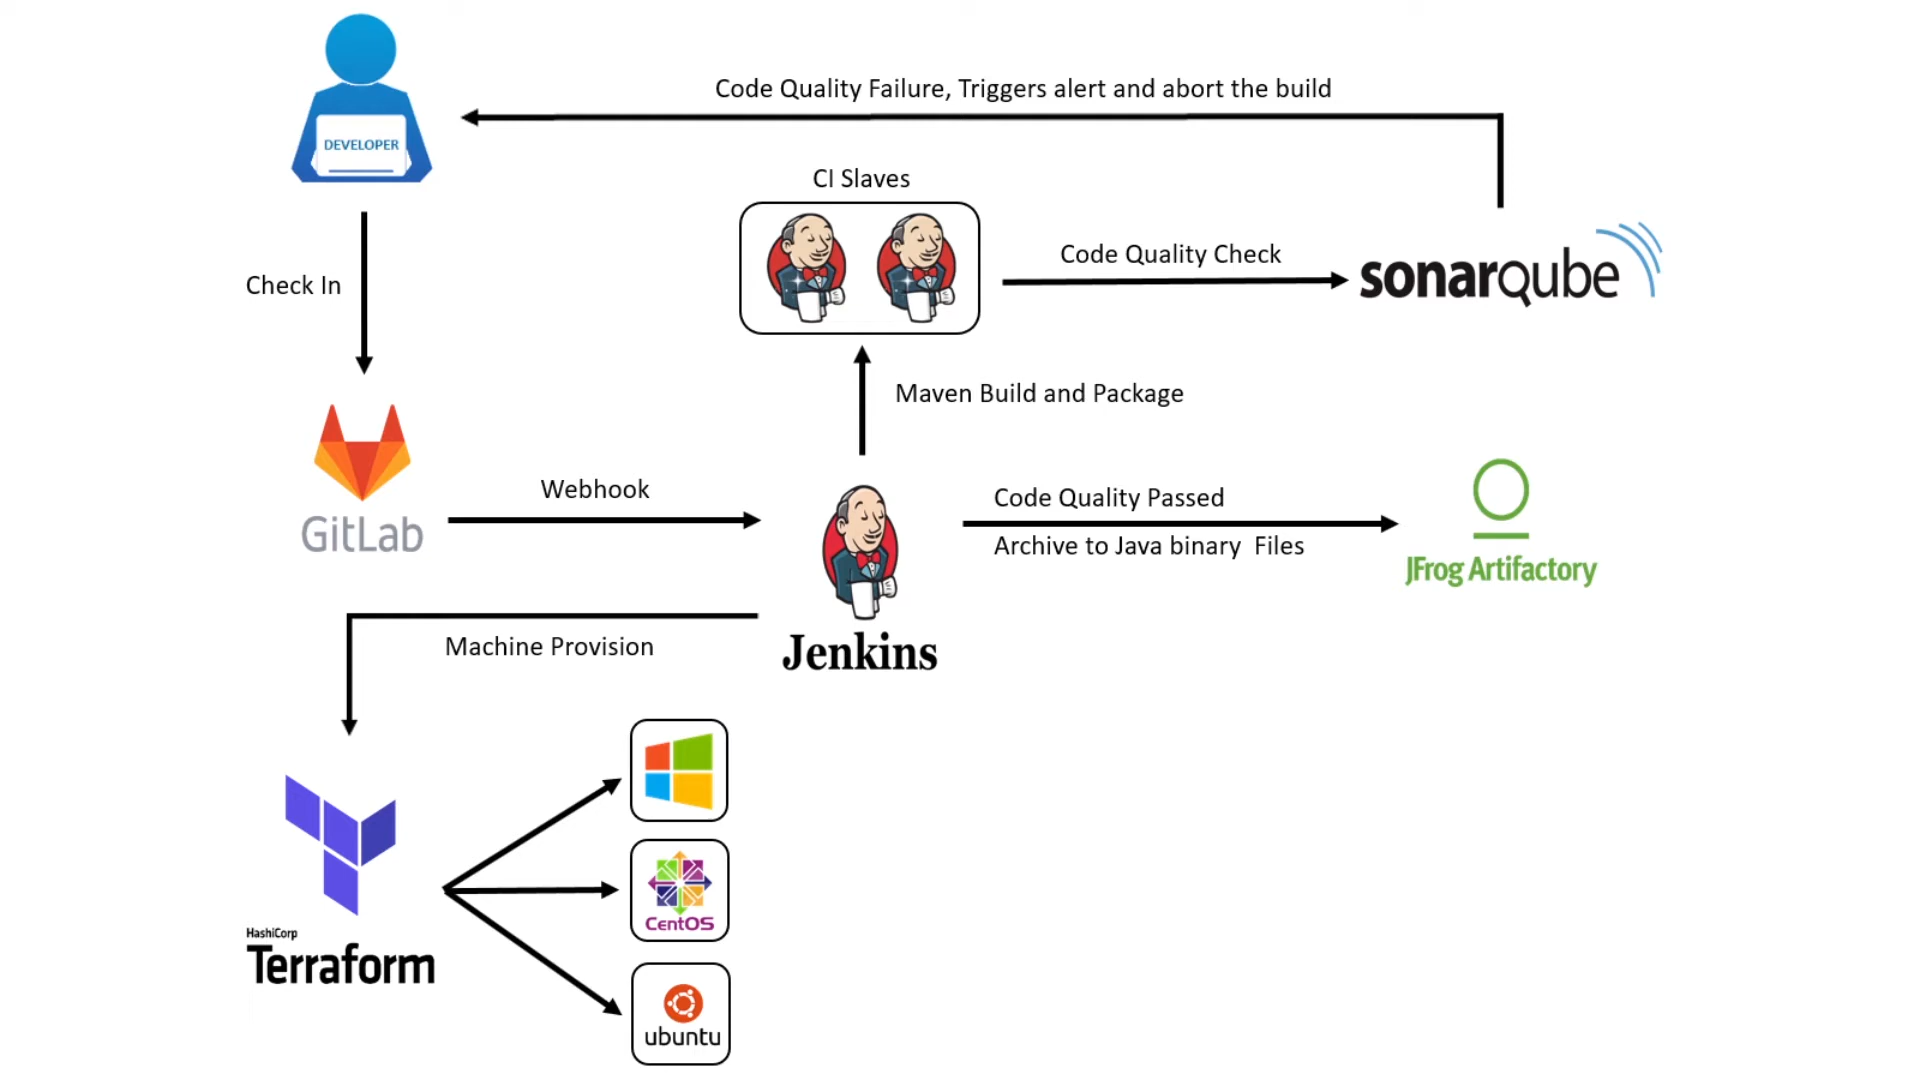 Code Quality Failure, Triggers alert and abort the build
DEVELOPER
CI Slaves
Check In
Code Quality Check
sonarqube
Maven Build and Package
Webhook
GitLab
Code Quality Passed
Archive to Java binary Files
JFrog Artifactory
Machine Provision
Jenkins
HashiCorp
Terraform
CentOS
ubuntu